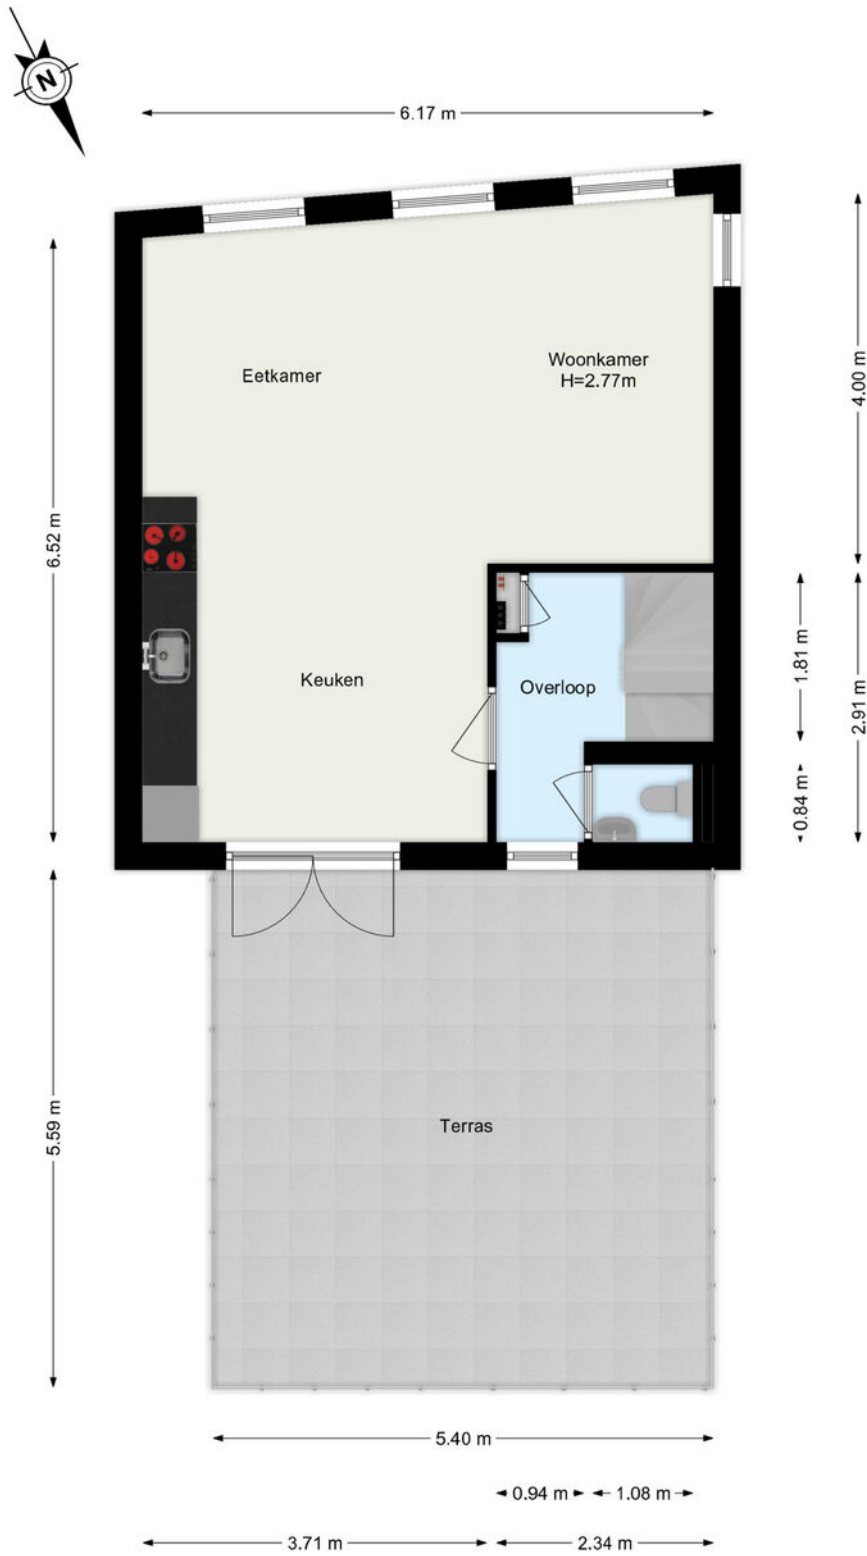 N
6.17 m
Eetkamer
Woonkamer
H=2.77m
4.00 m
6.52 m
Keuken
Overloop
1.81 m
2.91 m
0.84 m
5.59 m
Terras
5.40 m
0.94 m
1.08 m
3.71 m
2.34 m